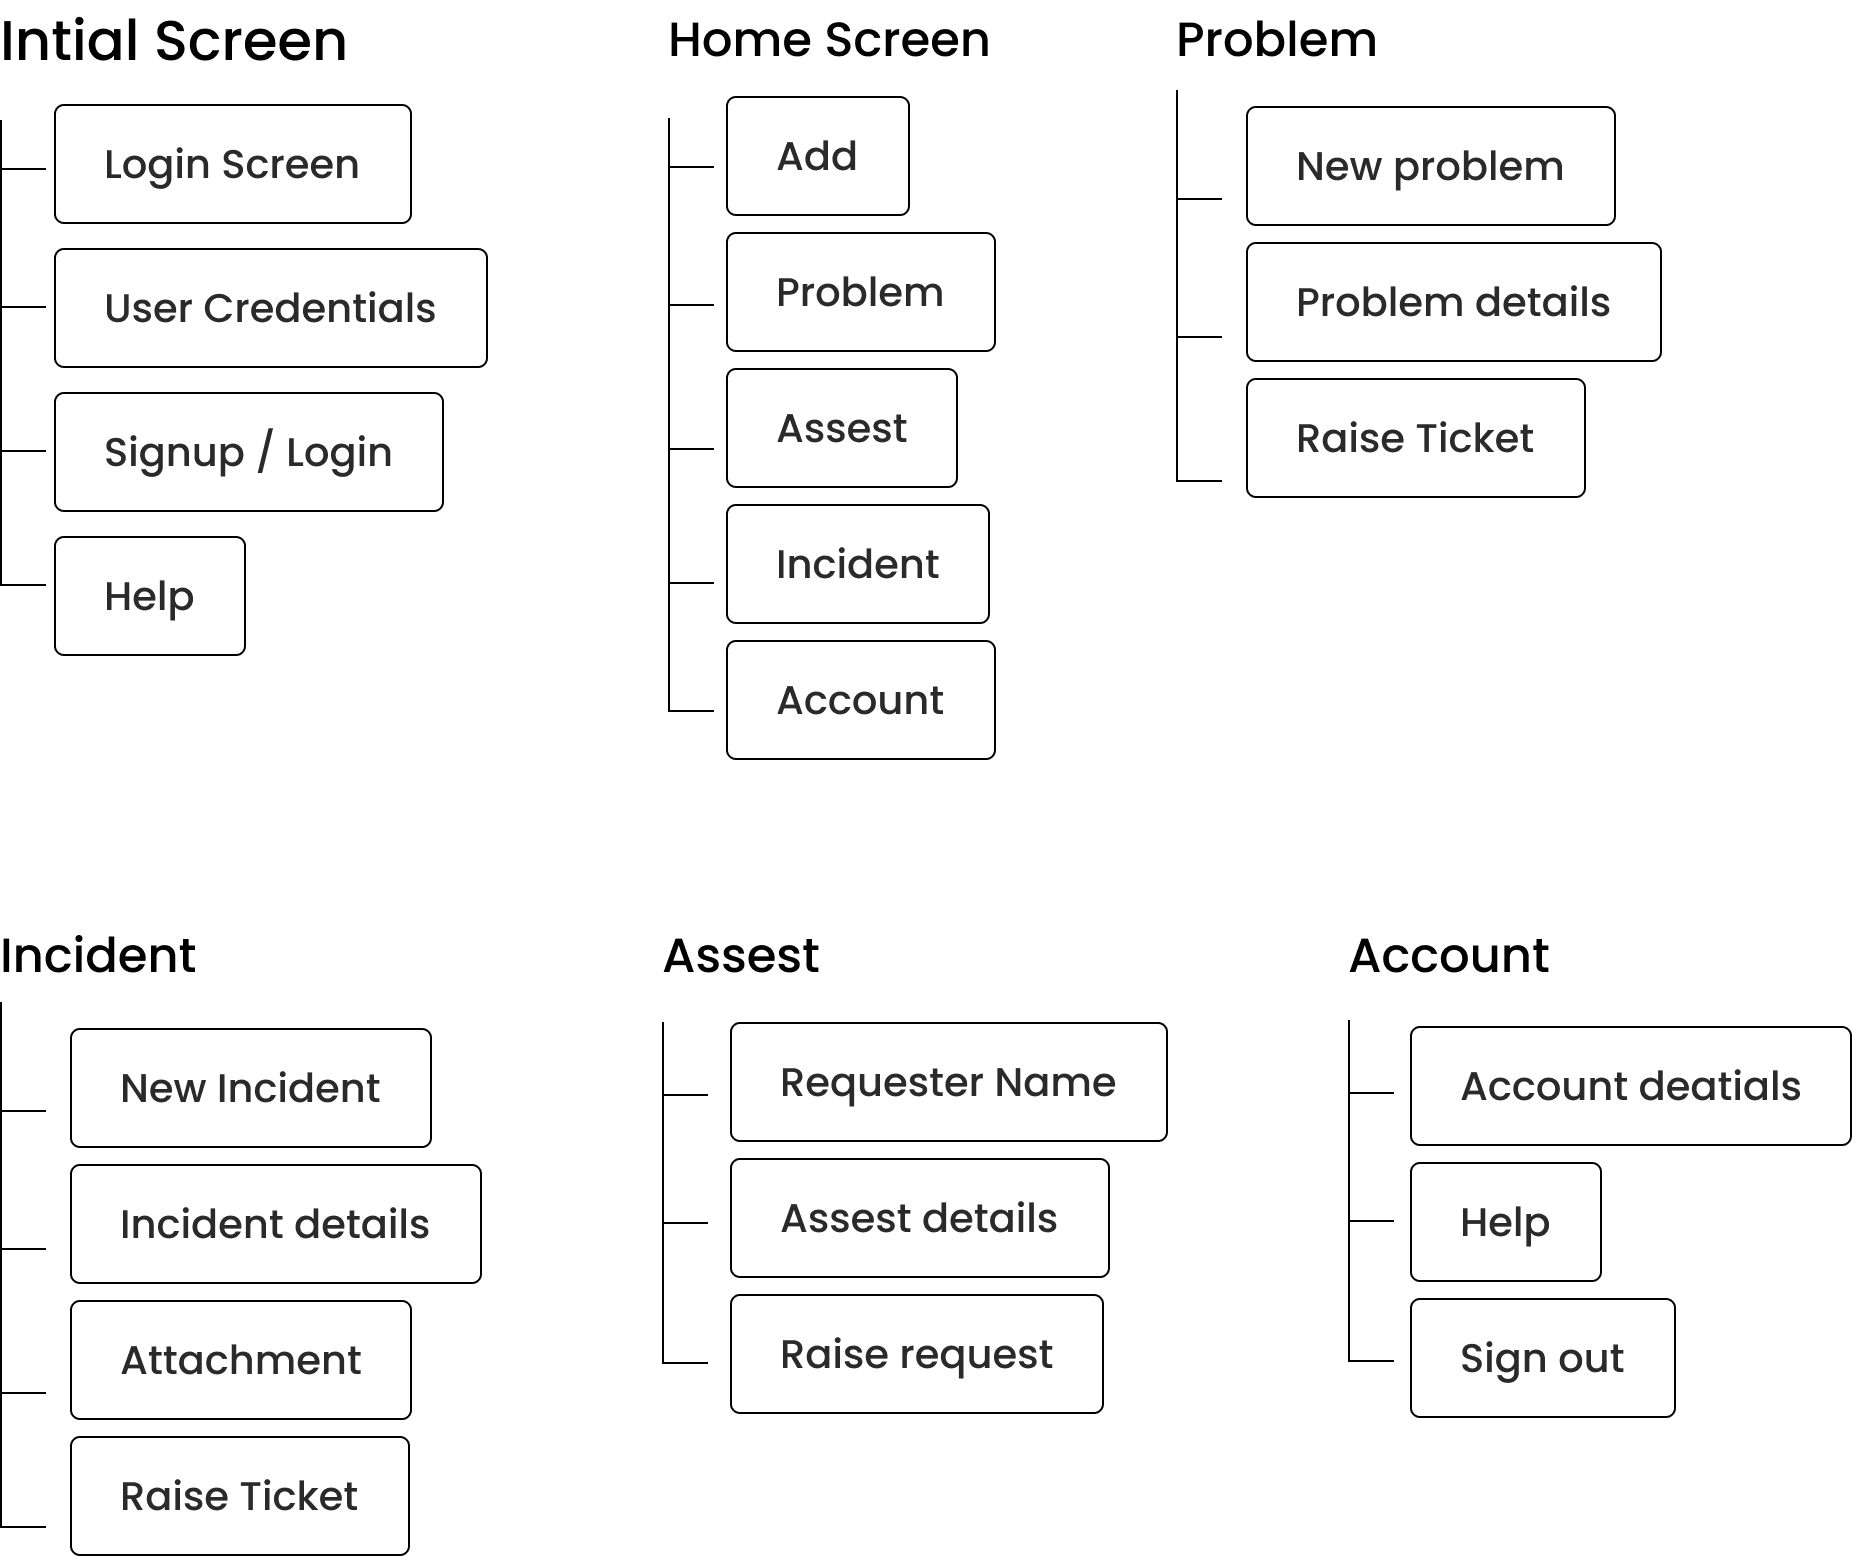 Intial Screen
Login Screen
User Credentials
Signup / Login
Help
Home Screen
Add
Problem
Assest
Incident
Account
Problem
New problem
Problem details
Raise Ticket
Incident
New Incident
Incident details
Attachment
Raise Ticket
Assest
Requester Name
Assest details
Raise request
Account
Account deatials
Help
Sign out